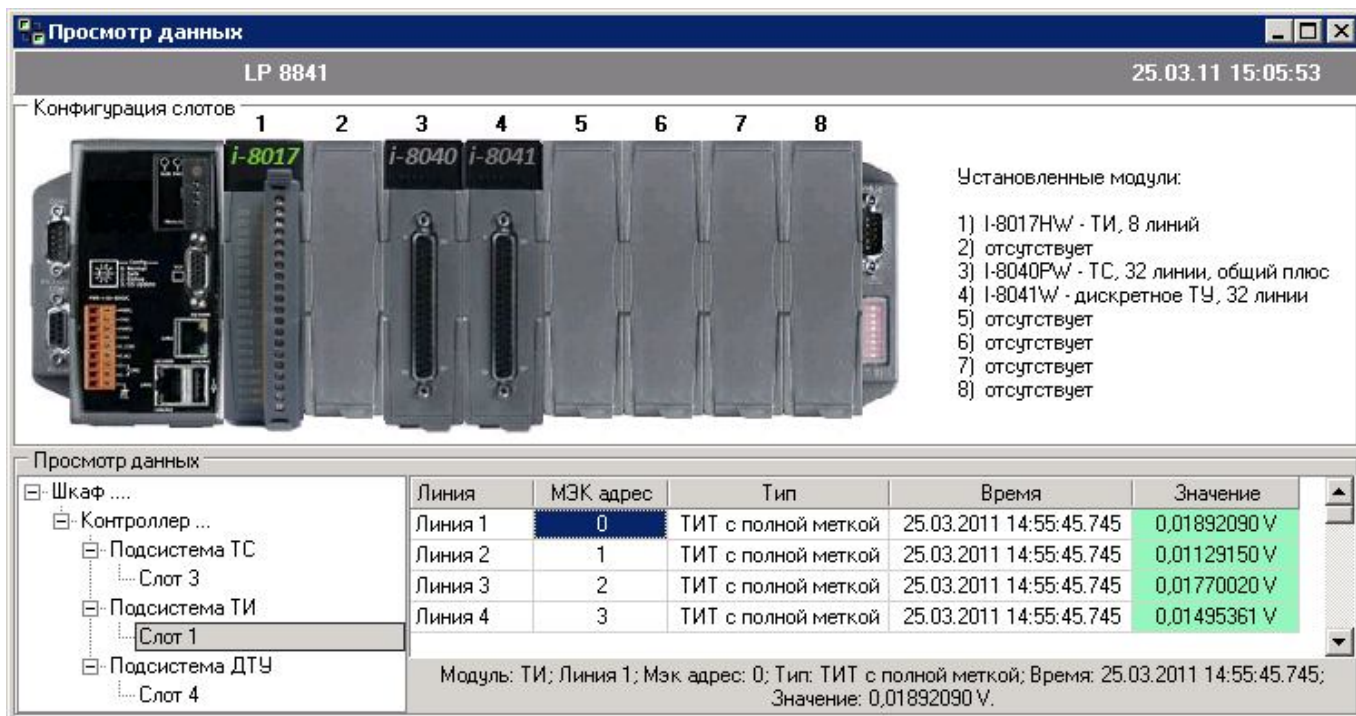 Просмотр данных
LP 8841 25.03.11 15:05:53
Конфигурация слотов
1 2 3 4 5 6 7 8
i-8017 i-8040 i-8041
Установленные модули:
1) I-8017HW - ТИ, 8 линий
2) отсутствует
3) I-8040PW - ТС, 32 линии, общий плюс
4) I-8041W - дискретное ТУ, 32 линии
5) отсутствует
6) отсутствует
7) отсутствует
8) отсутствует
Просмотр данных
Шкаф ....
Контроллер ...
Подсистема ТС
Слот 3
Подсистема ТИ
Слот 1
Подсистема ДТУ
Слот 4
Линия МЭК адрес Тип Время Значение
Линия 1 0 ТИТ с полной меткой 25.03.2011 14:55:45.745 0,01892090 V
Линия 2 1 ТИТ с полной меткой 25.03.2011 14:55:45.745 0,01129150 V
Линия 3 2 ТИТ с полной меткой 25.03.2011 14:55:45.745 0,01770020 V
Линия 4 3 ТИТ с полной меткой 25.03.2011 14:55:45.745 0,01495361 V
Модуль: ТИ; Линия 1; Мэк адрес: 0; Тип: ТИТ с полной меткой; Время: 25.03.2011 14:55:45.745;
Значение: 0,01892090 V.